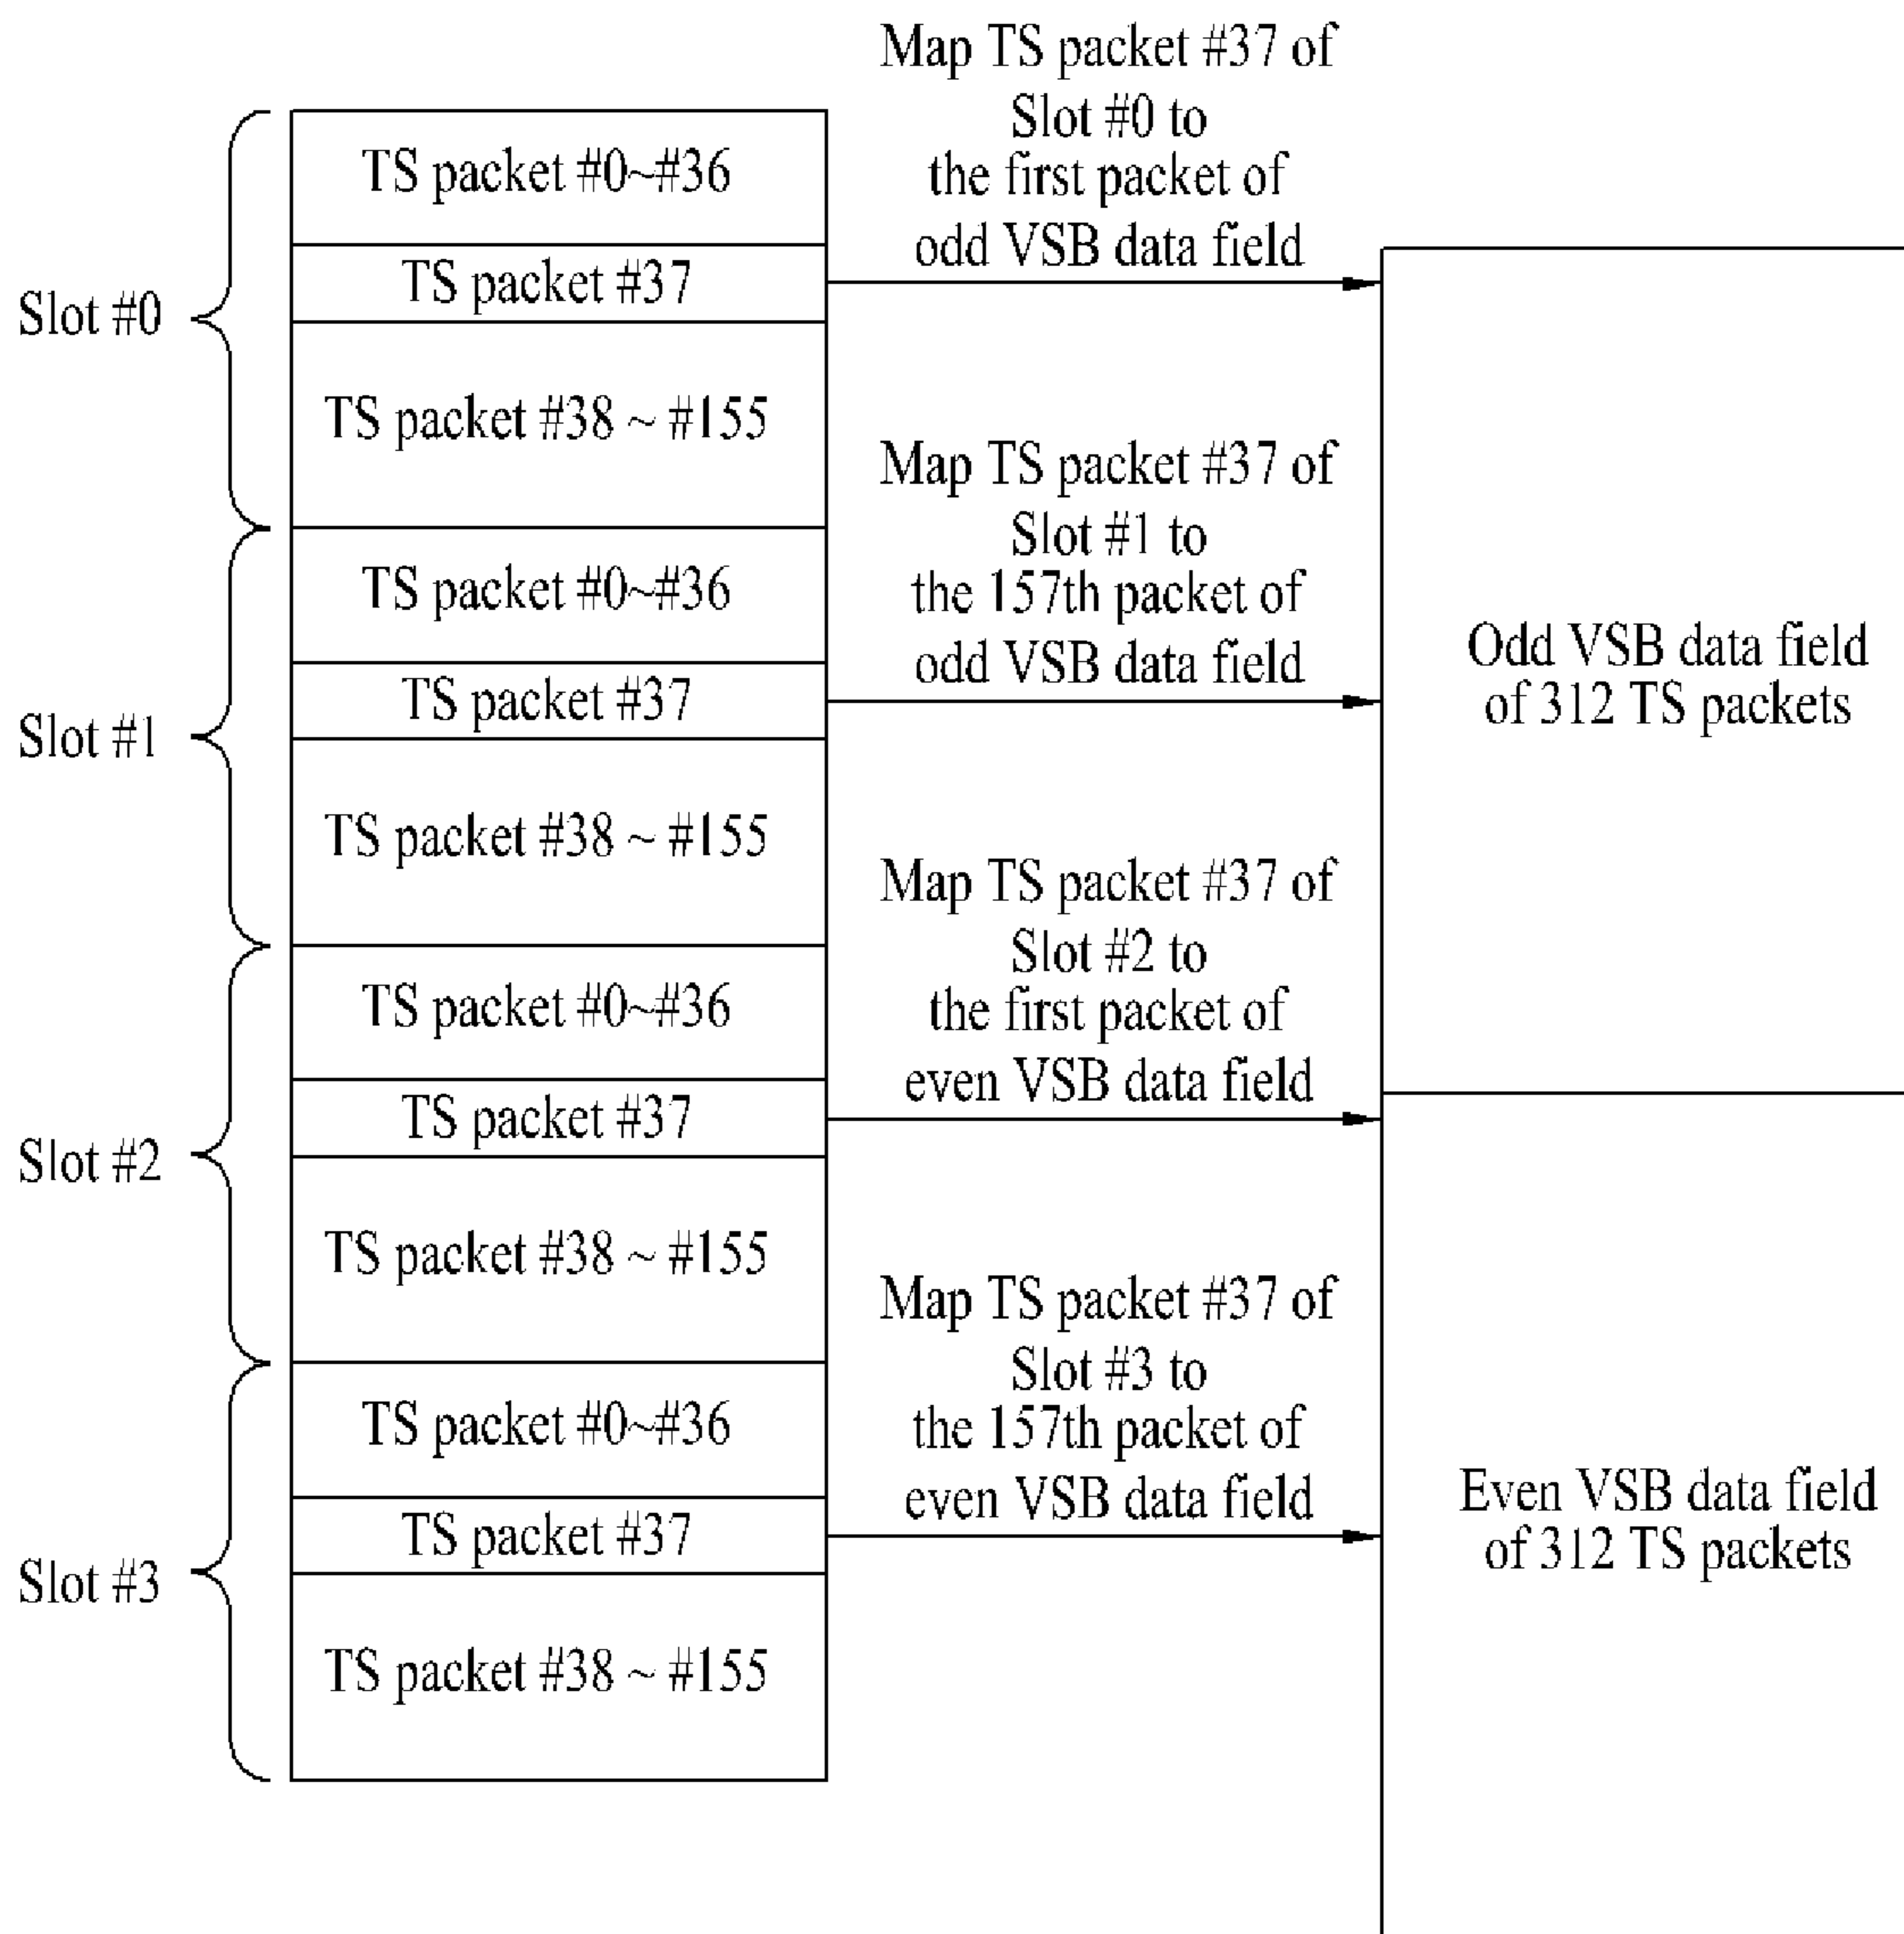 Slot #0
TS packet #0~#36
TS packet #37
TS packet #38 ~ #155
Slot #1
TS packet #0~#36
TS packet #37
TS packet #38 ~ #155
Slot #2
TS packet #0~#36
TS packet #37
TS packet #38 ~ #155
Slot #3
TS packet #0~#36
TS packet #37
TS packet #38 ~ #155
Map TS packet #37 of
Slot #0 to
the first packet of
odd VSB data field
Map TS packet #37 of
Slot #1 to
the 157th packet of
odd VSB data field
Map TS packet #37 of
Slot #2 to
the first packet of
even VSB data field
Map TS packet #37 of
Slot #3 to
the 157th packet of
even VSB data field
Odd VSB data field
of 312 TS packets
Even VSB data field
of 312 TS packets